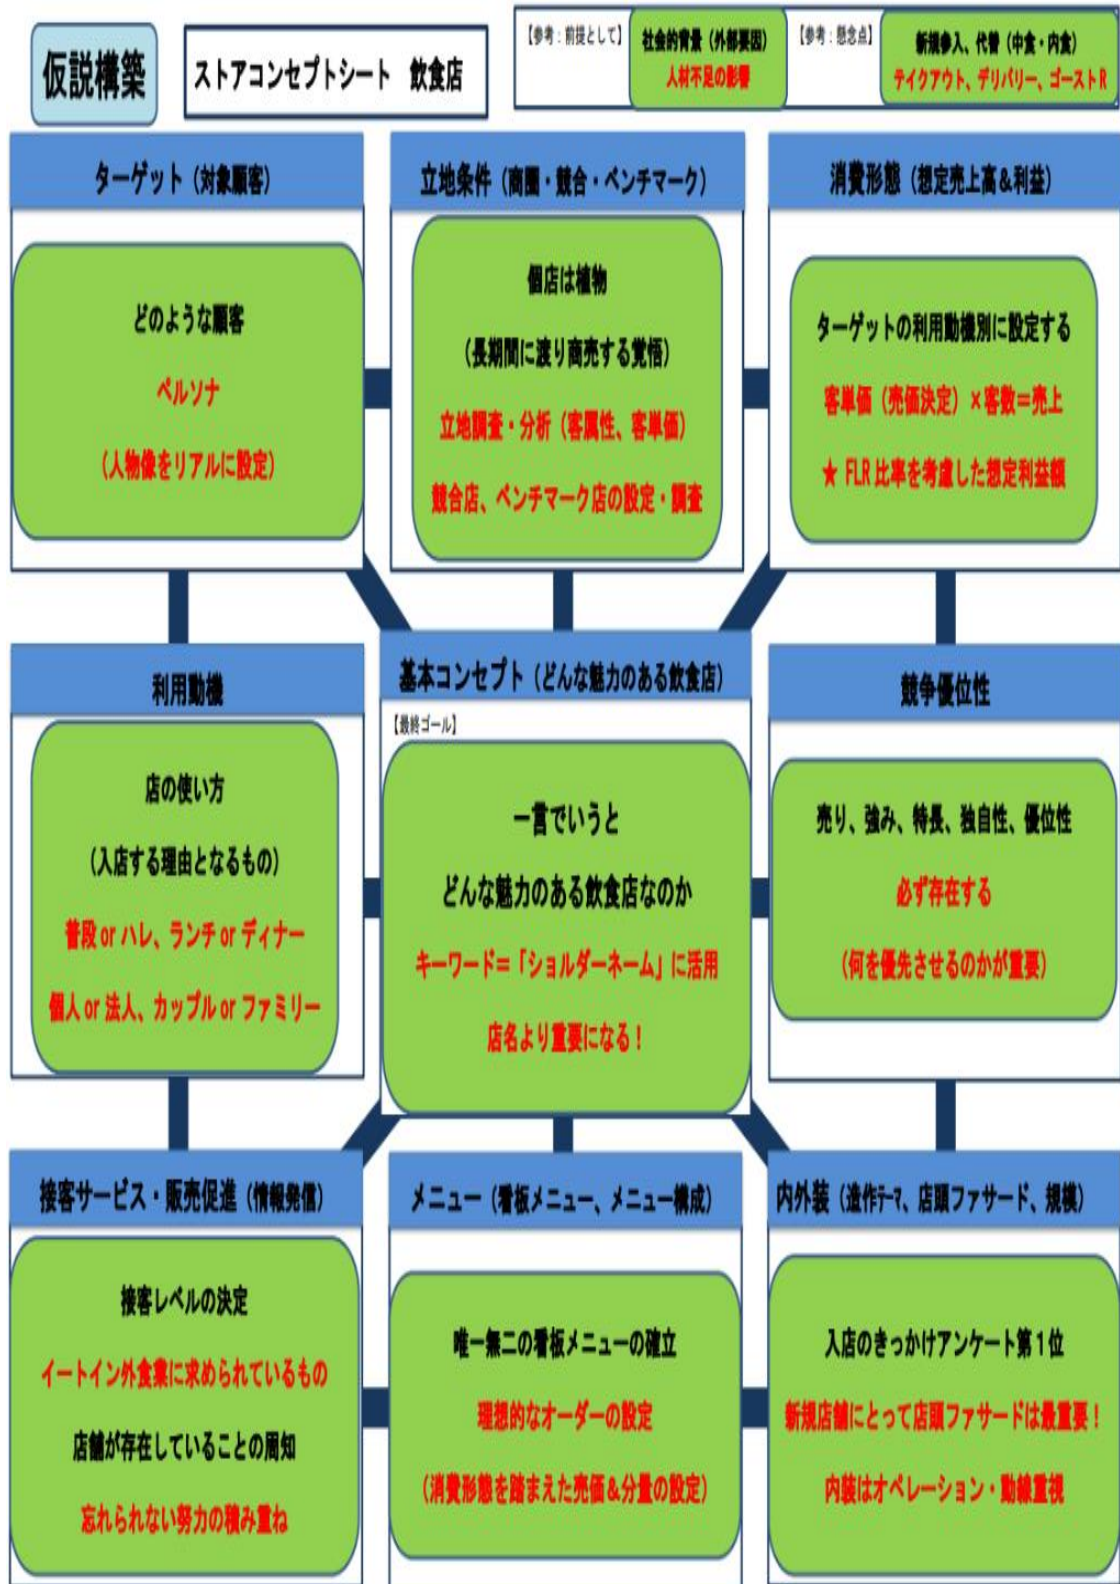 仮説構築
ストアコンセプトシート 飲食店
【参考：前提として】
社会的背景（外部要因）
人材不足の影響
【参考：懸念点】
新規参入、代替（中食・内食）
テイクアウト、デリバリー、ゴーストR
ターゲット（対象顧客）
どのような顧客
ペルソナ
（人物像をリアルに設定）
立地条件（商圏・競合・ベンチマーク）
個店は植物
（長期間に渡り商売する覚悟）
立地調査・分析（客属性、客単価）
競合店、ベンチマーク店の設定・調査
消費形態（想定売上高＆利益）
ターゲットの利用動機別に設定する
客単価（売価決定）×客数＝売上
★ FLR 比率を考慮した想定利益額
利用動機
店の使い方
（入店する理由となるもの）
普段 or ハレ、ランチ or ディナー
個人 or 法人、カップル or ファミリー
基本コンセプト（どんな魅力のある飲食店）
【最終ゴール】
一言でいうと
どんな魅力のある飲食店なのか
キーワード＝「ショルダーネーム」に活用
店名より重要になる！
競争優位性
売り、強み、特長、独自性、優位性
必ず存在する
（何を優先させるのかが重要）
接客サービス・販売促進（情報発信）
接客レベルの決定
イートイン外食業に求められているもの
店舗が存在していることの周知
忘れられない努力の積み重ね
メニュー（看板メニュー、メニュー構成）
唯一無二の看板メニューの確立
理想的なオーダーの設定
（消費形態を踏まえた売価＆分量の設定）
内外装（造作テーマ、店頭ファサード、規模）
入店のきっかけアンケート第１位
新規店舗にとって店頭ファサードは最重要！
内装はオペレーション・動線重視